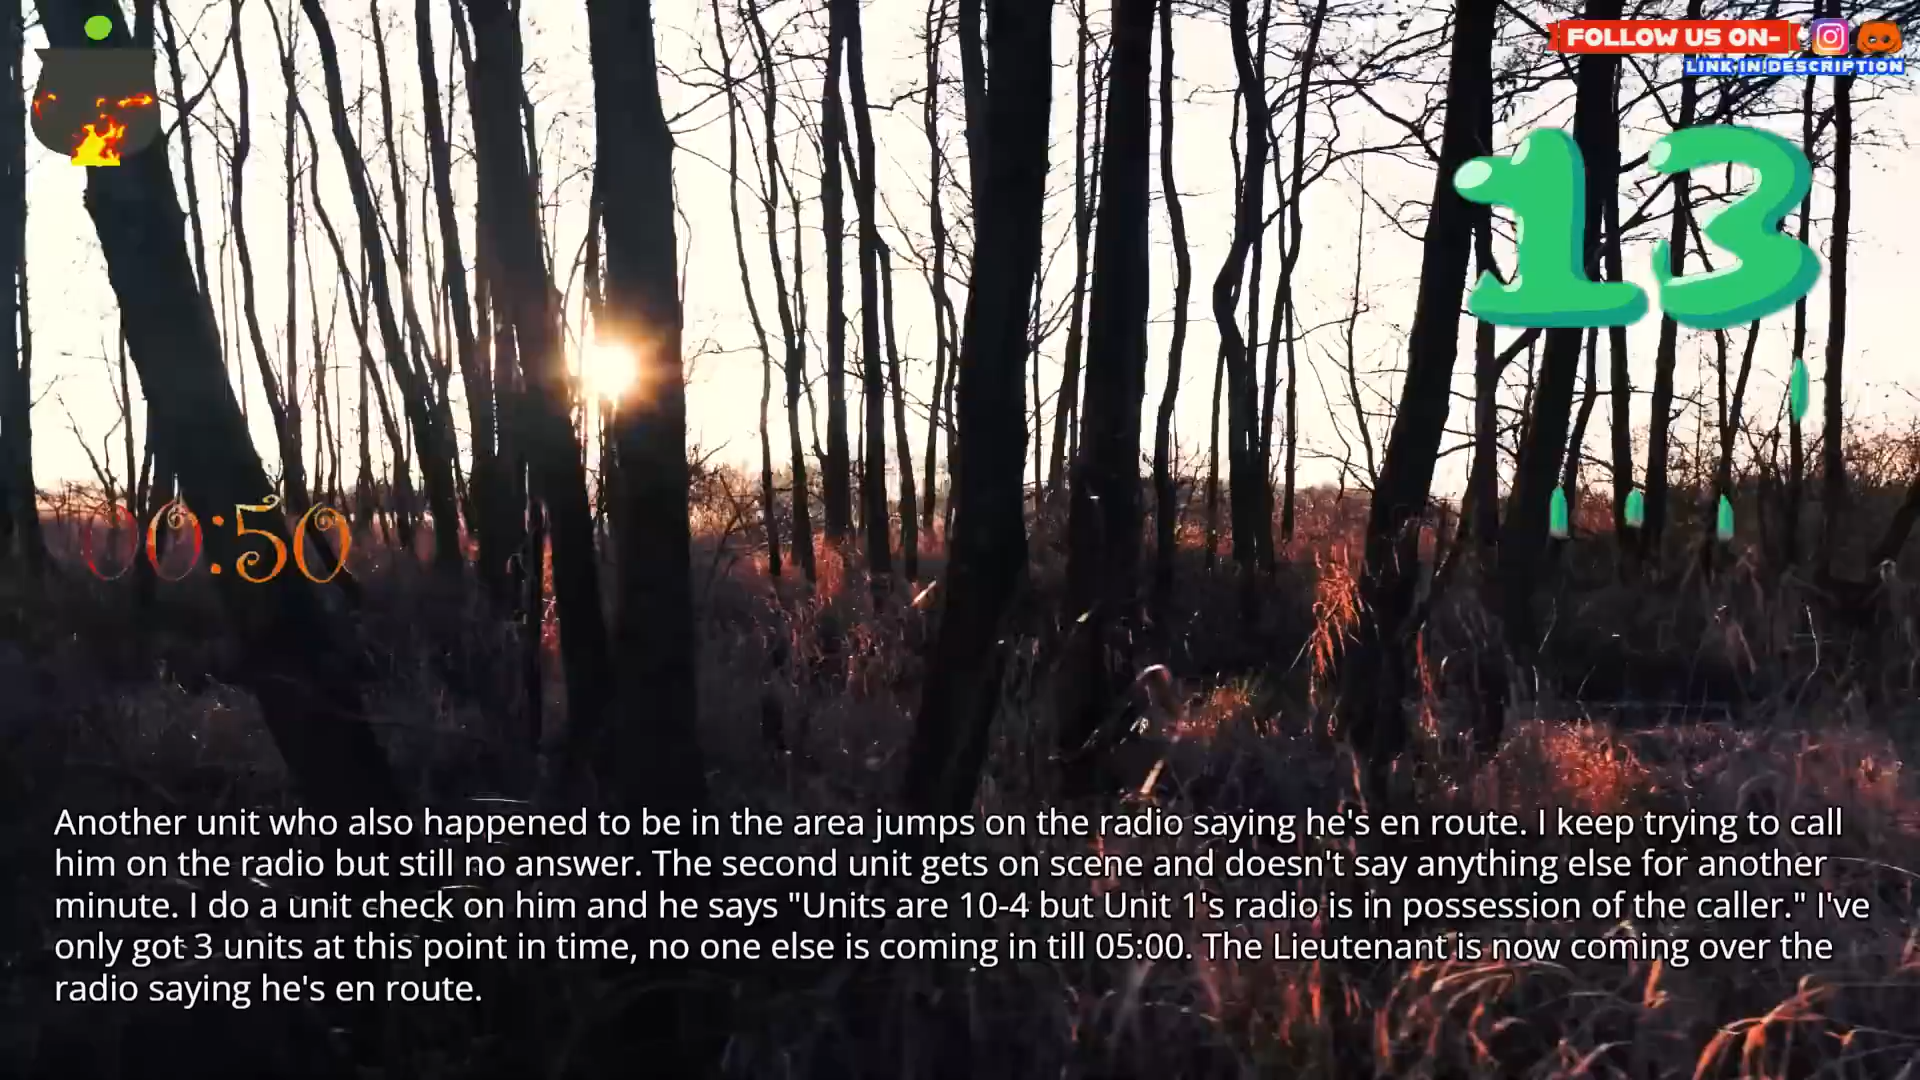 FOLLOW US ON-
LINK IN DESCRIPTION
13
00:50
Another unit who also happened to be in the area jumps on the radio saying he's en route. I keep trying to call
him on the radio but still no answer. The second unit gets on scene and doesn't say anything else for another
minute. I do a unit check on him and he says "Units are 10-4 but Unit 1's radio is in possession of the caller." I've
only got 3 units at this point in time, no one else is coming in till 05:00. The Lieutenant is now coming over the
radio saying he's en route.